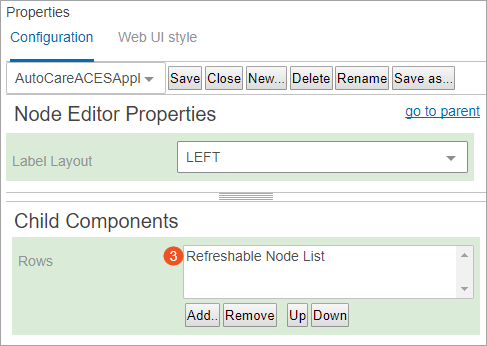 Properties
Configuration Web UI style
AutoCareACESAppl Save Close New... Delete Rename Save as...
Node Editor Properties go to parent
Label Layout LEFT
Child Components
Rows 3 Refreshable Node List
Add.. Remove Up Down